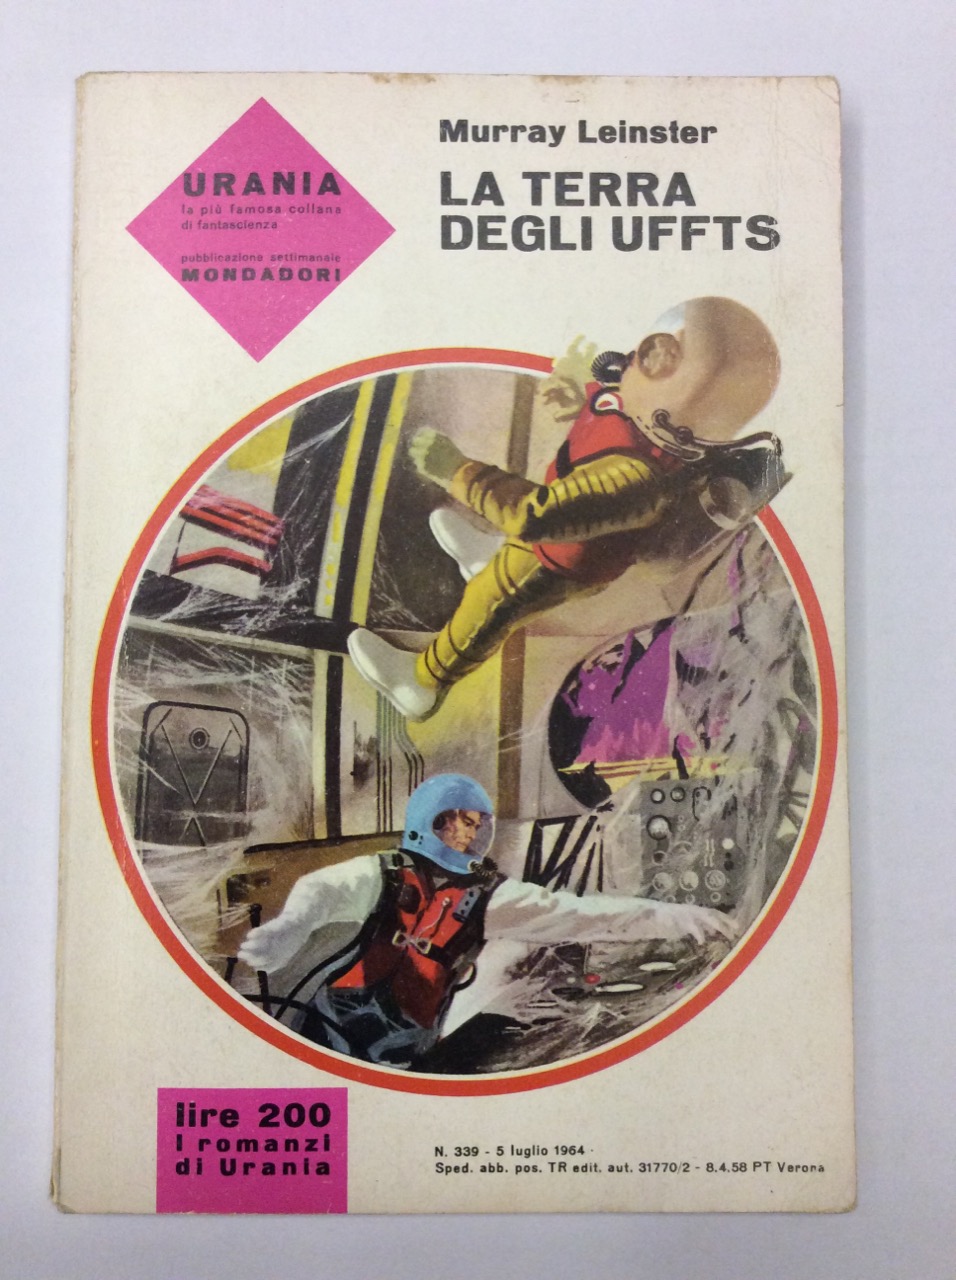 URANIA
la più famosa collana
di fantascienza
pubblicazione settimanale
MONDADORI
Murray Leinster
LA TERRA
DEGLI UFFTS
lire 200
I romanzi
di Urania
N. 339 - 5 luglio 1964
Sped. abb. pos. TR edit. aut. 31770/2 - 8.4.58 PT Verona